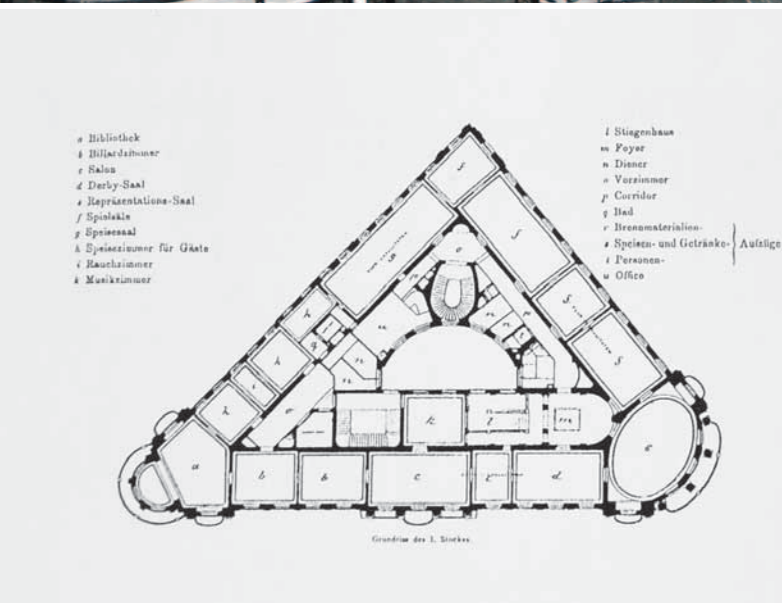 a Bibliothek
b Billardzimmer
c Salon
d Derby-Saal
e Repräsentations-Saal
f Spielsäle
g Speisesaal
h Speisezimmer für Gäste
i Rauchzimmer
k Musikzimmer
l Stiegenhaus
m Foyer
n Diener
o Vorzimmer
p Corridor
q Bad
r Brennmaterialien-
s Speisen- und Getränke- } Aufzüge
t Personen-
u Office
Grundriss des I. Stockes.